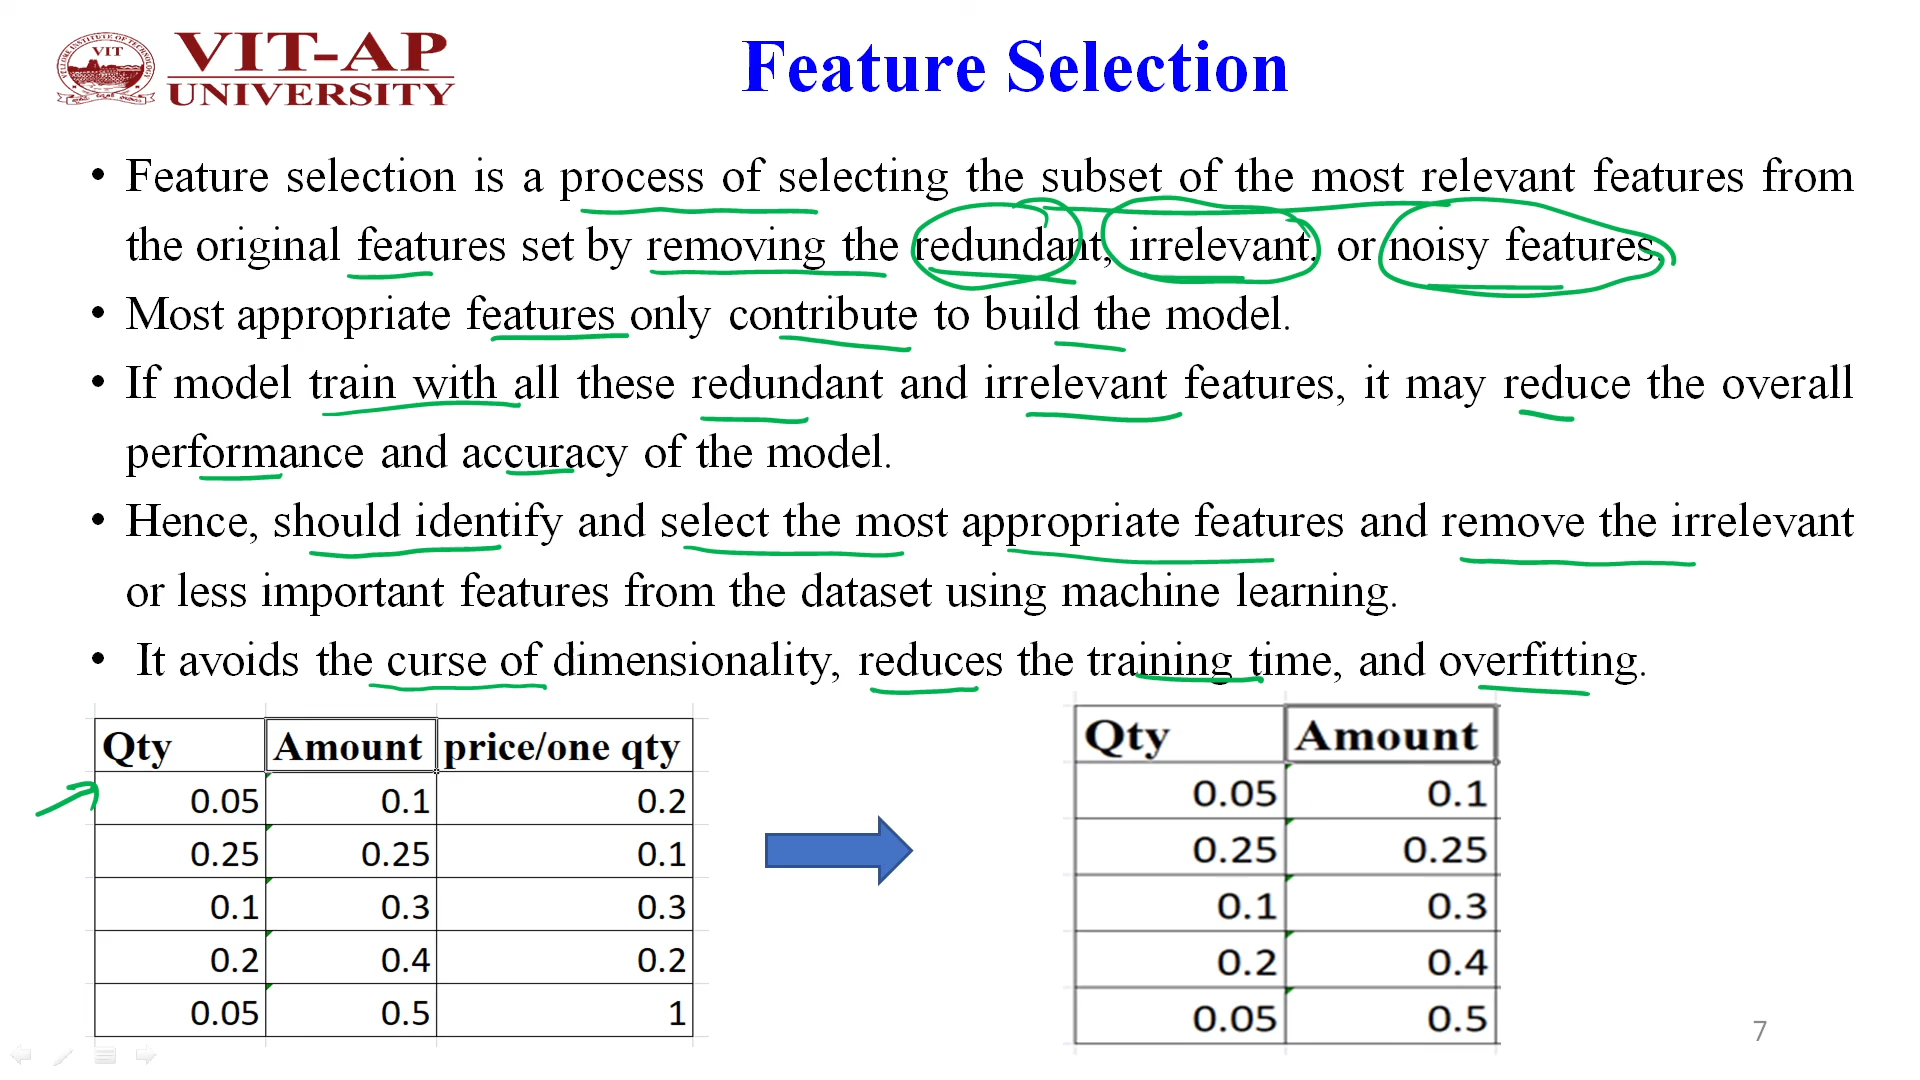 VIT
VIT-AP
UNIVERSITY
Feature Selection
• Feature selection is a process of selecting the subset of the most relevant features from
the original features set by removing the redundant, irrelevant. or noisy features.
• Most appropriate features only contribute to build the model.
• If model train with all these redundant and irrelevant features, it may reduce the overall
performance and accuracy of the model.
• Hence, should identify and select the most appropriate features and remove the irrelevant
or less important features from the dataset using machine learning.
• It avoids the curse of dimensionality, reduces the training time, and overfitting.
Qty Amount price/one qty
0.05 0.1 0.2
0.25 0.25 0.1
0.1 0.3 0.3
0.2 0.4 0.2
0.05 0.5 1
Qty Amount
0.05 0.1
0.25 0.25
0.1 0.3
0.2 0.4
0.05 0.5
7